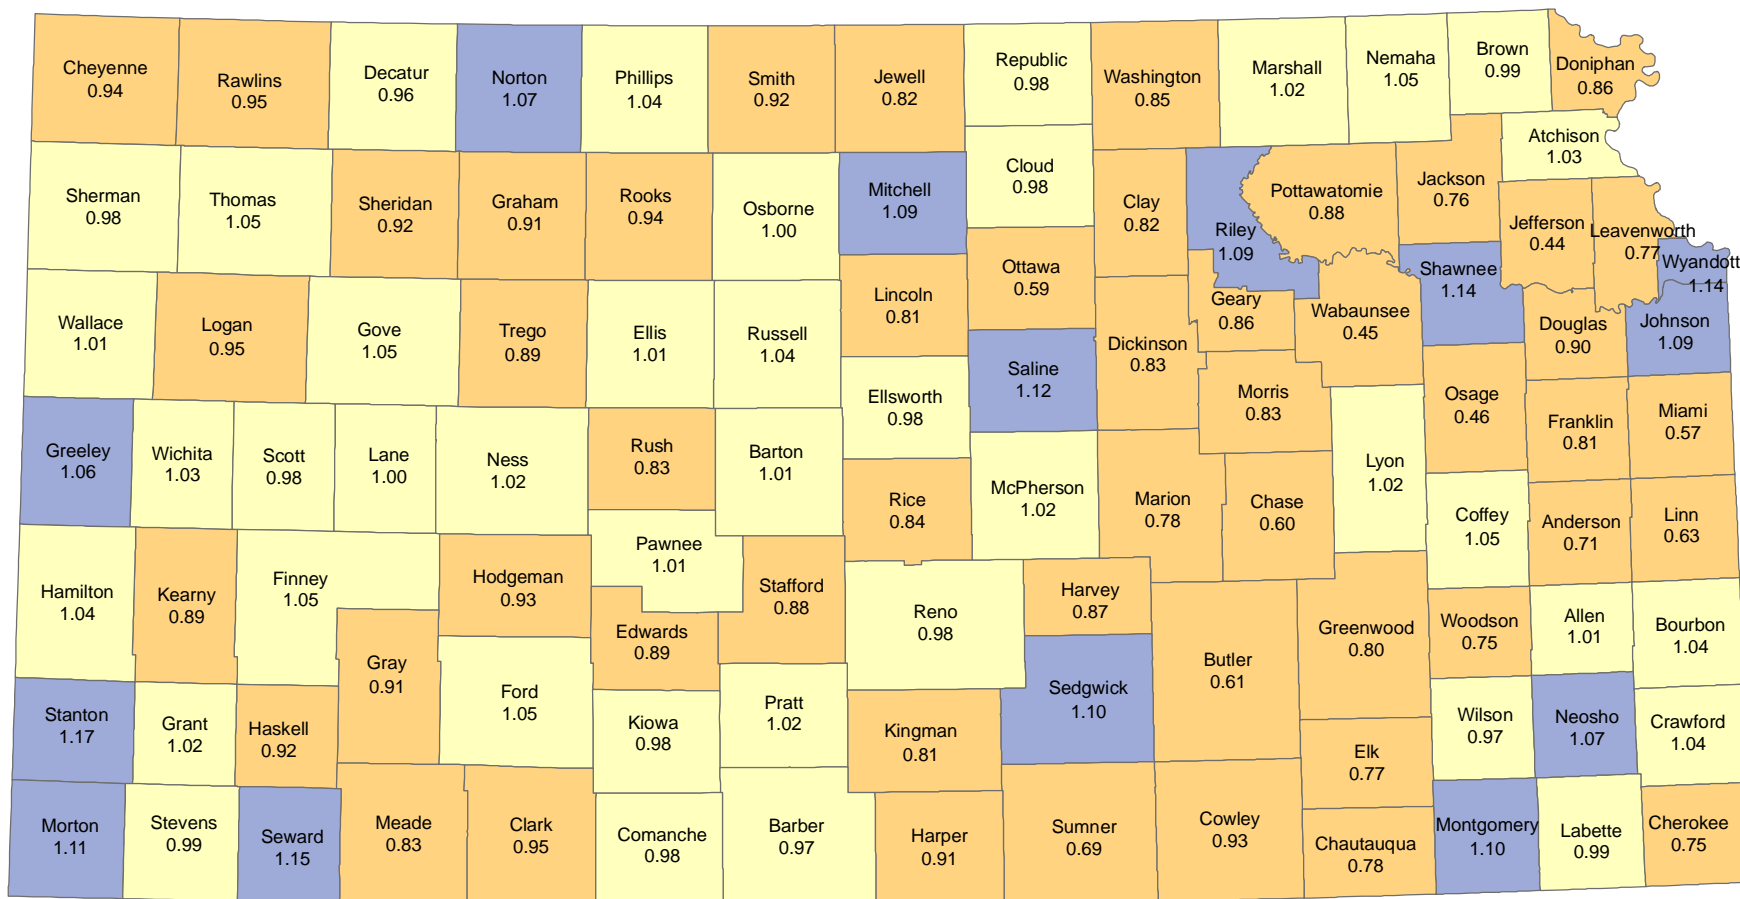 Cheyenne
0.94
Rawlins
0.95
Decatur
0.96
Norton
1.07
Phillips
1.04
Smith
0.92
Jewell
0.82
Republic
0.98
Washington
0.85
Marshall
1.02
Nemaha
1.05
Brown
0.99
Doniphan
0.86
Atchison
1.03
Sherman
0.98
Thomas
1.05
Sheridan
0.92
Graham
0.91
Rooks
0.94
Osborne
1.00
Mitchell
1.09
Cloud
0.98
Clay
0.82
Riley
1.09
Pottawatomie
0.88
Jackson
0.76
Jefferson
0.44
Leavenworth
0.77
Wyandott
1.14
Ottawa
0.59
Lincoln
0.81
Geary
0.86
Wabaunsee
0.45
Shawnee
1.14
Douglas
0.90
Johnson
1.09
Wallace
1.01
Logan
0.95
Gove
1.05
Trego
0.89
Ellis
1.01
Russell
1.04
Ellsworth
0.98
Saline
1.12
Dickinson
0.83
Morris
0.83
Osage
0.46
Franklin
0.81
Miami
0.57
Greeley
1.06
Wichita
1.03
Scott
0.98
Lane
1.00
Ness
1.02
Rush
0.83
Barton
1.01
Rice
0.84
McPherson
1.02
Marion
0.78
Chase
0.60
Lyon
1.02
Coffey
1.05
Anderson
0.71
Linn
0.63
Hamilton
1.04
Kearny
0.89
Finney
1.05
Hodgeman
0.93
Pawnee
1.01
Stafford
0.88
Edwards
0.89
Gray
0.91
Ford
1.05
Reno
0.98
Harvey
0.87
Butler
0.61
Greenwood
0.80
Woodson
0.75
Allen
1.01
Bourbon
1.04
Stanton
1.17
Grant
1.02
Haskell
0.92
Kiowa
0.98
Pratt
1.02
Kingman
0.81
Sedgwick
1.10
Elk
0.77
Wilson
0.97
Neosho
1.07
Crawford
1.04
Morton
1.11
Stevens
0.99
Seward
1.15
Meade
0.83
Clark
0.95
Comanche
0.98
Barber
0.97
Harper
0.91
Sumner
0.69
Cowley
0.93
Chautauqua
0.78
Montgomery
1.10
Labette
0.99
Cherokee
0.75